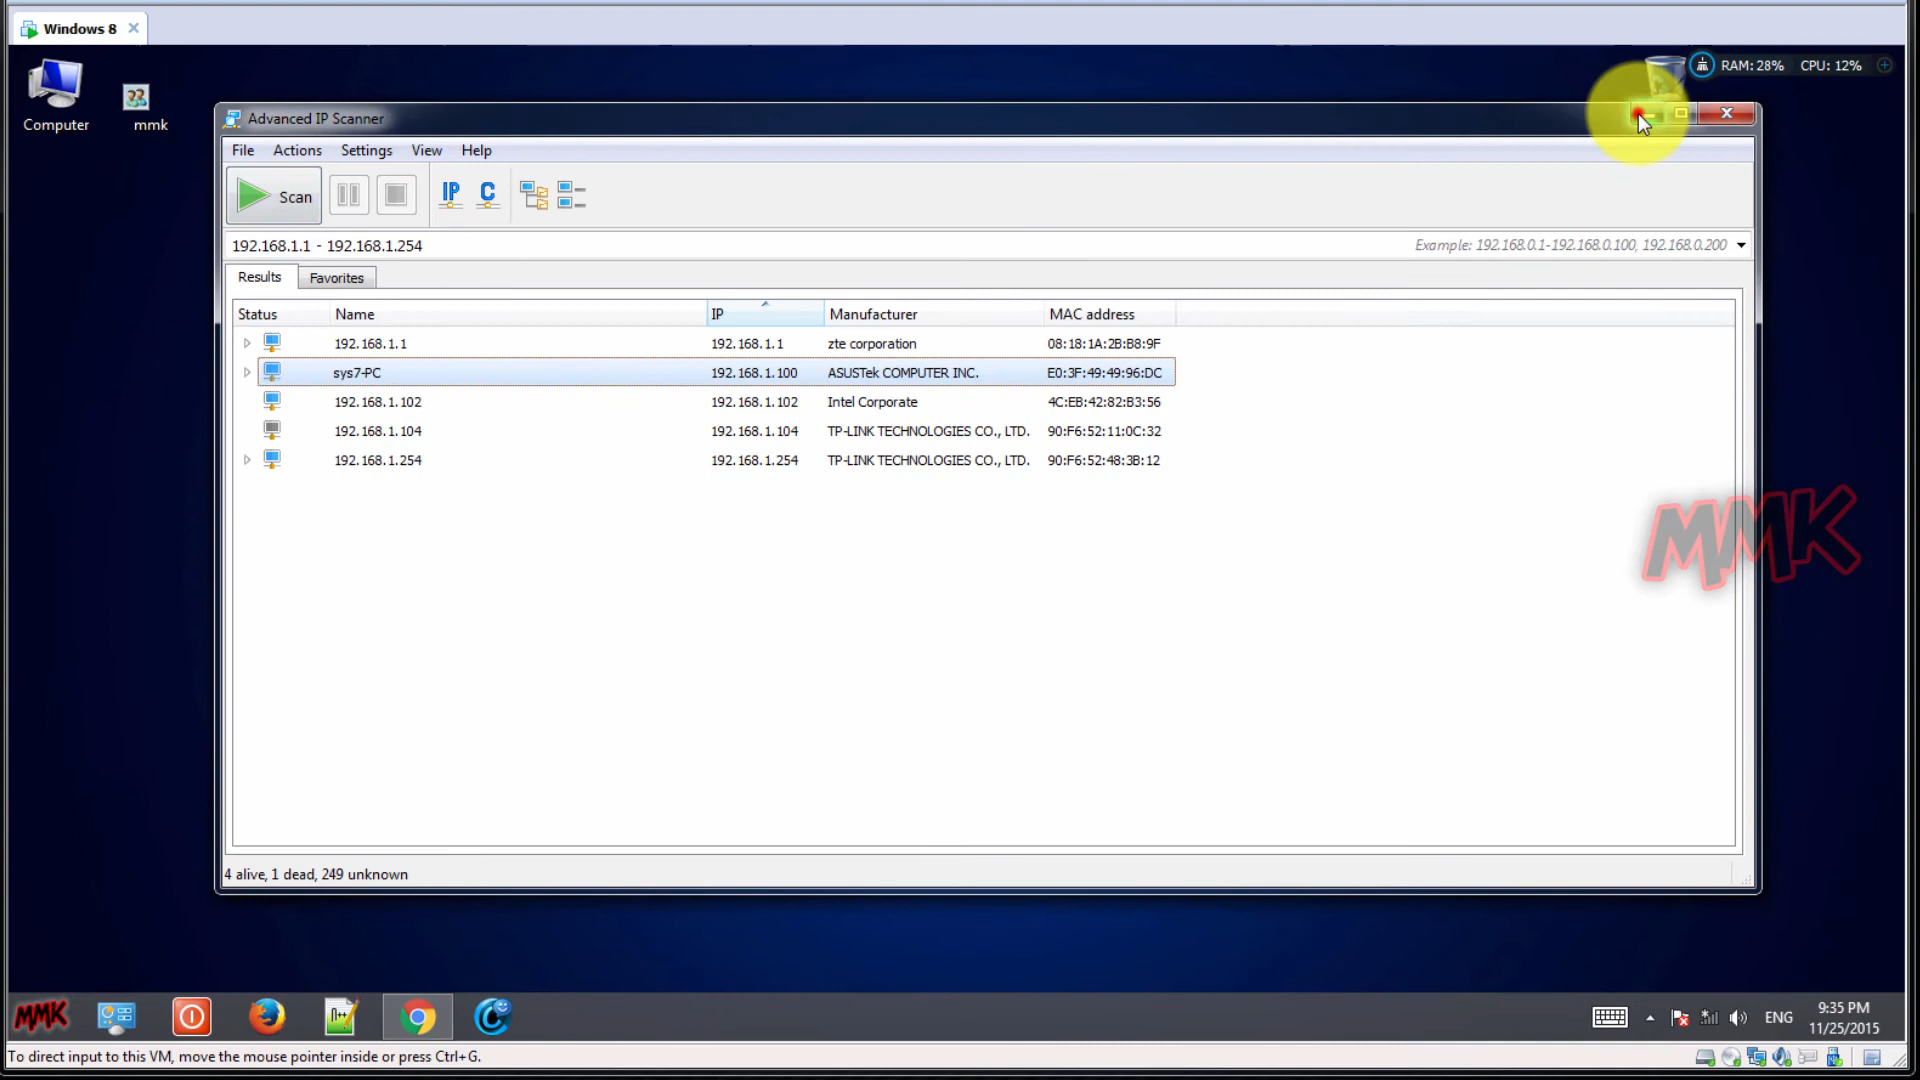 Windows 8
RAM: 28% CPU: 12%
Computer
mmk
Advanced IP Scanner
File Actions Settings View Help
Scan
IP C
192.168.1.1 - 192.168.1.254
Example: 192.168.0.1-192.168.0.100, 192.168.0.200
Results Favorites
Status Name IP Manufacturer MAC address
192.168.1.1 192.168.1.1 zte corporation 08:18:1A:2B:B8:9F
sys7-PC 192.168.1.100 ASUSTek COMPUTER INC. E0:3F:49:49:96:DC
192.168.1.102 192.168.1.102 Intel Corporate 4C:EB:42:82:B3:56
192.168.1.104 192.168.1.104 TP-LINK TECHNOLOGIES CO., LTD. 90:F6:52:11:0C:32
192.168.1.254 192.168.1.254 TP-LINK TECHNOLOGIES CO., LTD. 90:F6:52:48:3B:12
MMK
4 alive, 1 dead, 249 unknown
MMK
n++
ENG
9:35 PM
11/25/2015
To direct input to this VM, move the mouse pointer inside or press Ctrl+G.